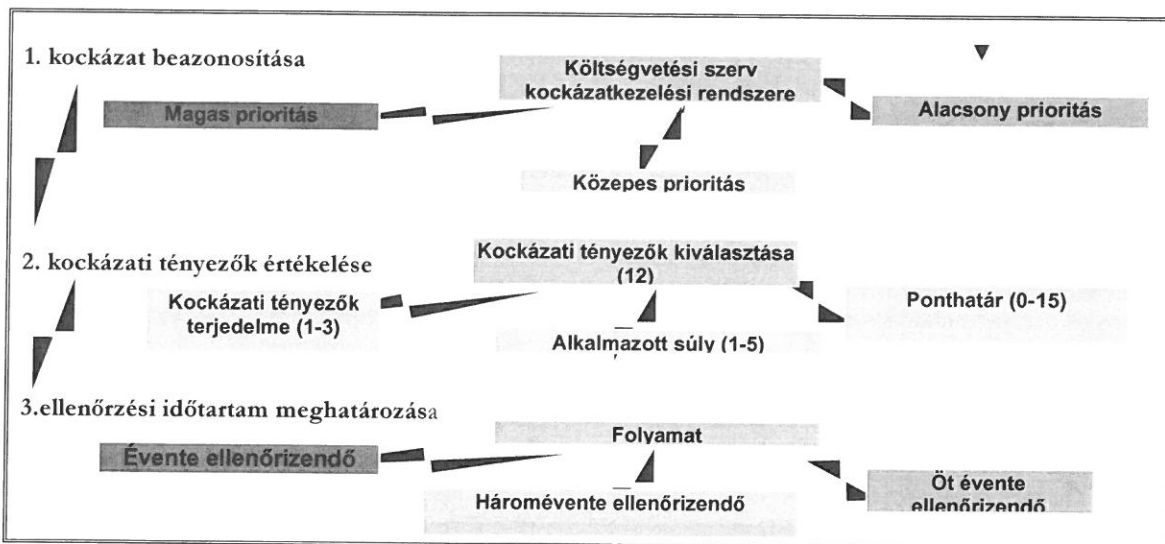 1. kockázat beazonosítása
Költségvetési szerv
kockázatkezelési rendszere
Magas prioritás
Alacsony prioritás
Közepes prioritás
2. kockázati tényezők értékelése
Kockázati tényezők kiválasztása
(12)
Kockázati tényezők
terjedelme (1-3)
Ponthatár (0-15)
Alkalmazott súly (1-5)
3.ellenőrzési időtartam meghatározása
Folyamat
Évente ellenőrizendő
Háromévente ellenőrizendő
Öt évente
ellenőrizendő